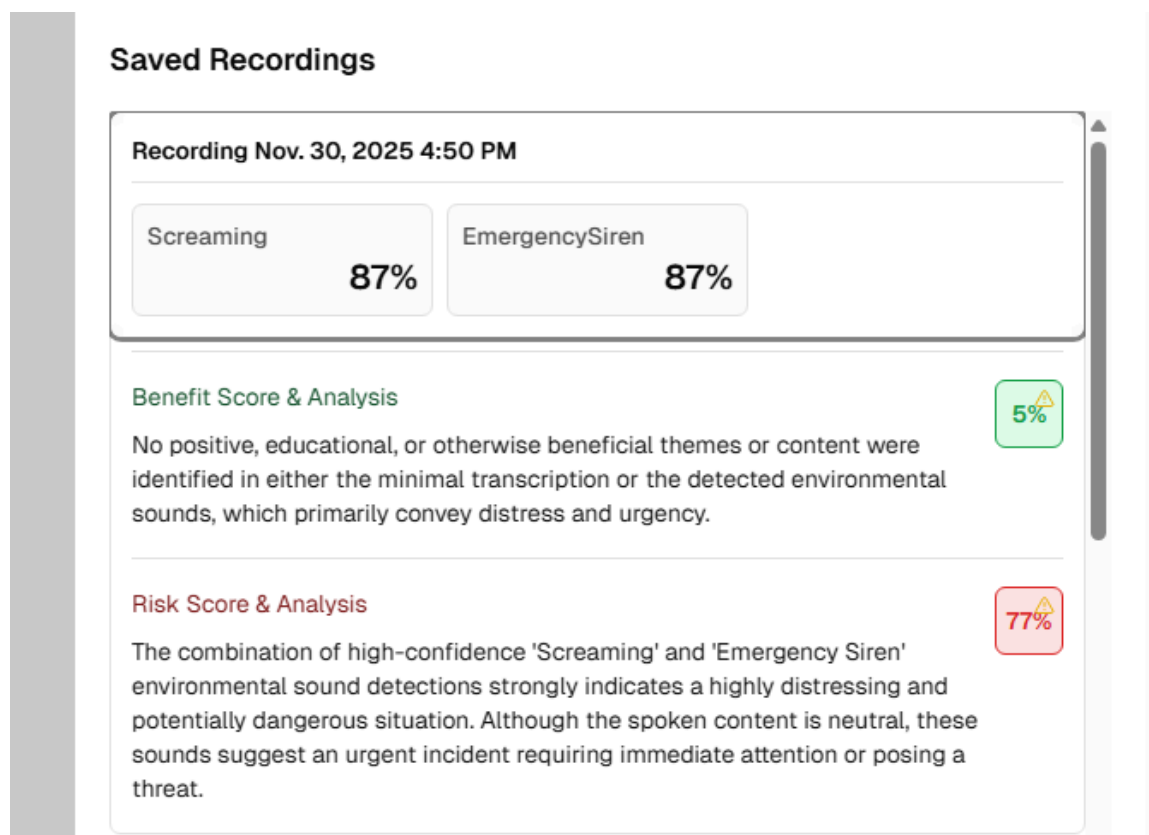 Saved Recordings
Recording Nov. 30, 2025 4:50 PM
Screaming
87%
EmergencySiren
87%
Benefit Score & Analysis
5%
No positive, educational, or otherwise beneficial themes or content were
identified in either the minimal transcription or the detected environmental
sounds, which primarily convey distress and urgency.
Risk Score & Analysis
77%
The combination of high-confidence 'Screaming' and 'Emergency Siren'
environmental sound detections strongly indicates a highly distressing and
potentially dangerous situation. Although the spoken content is neutral, these
sounds suggest an urgent incident requiring immediate attention or posing a
threat.